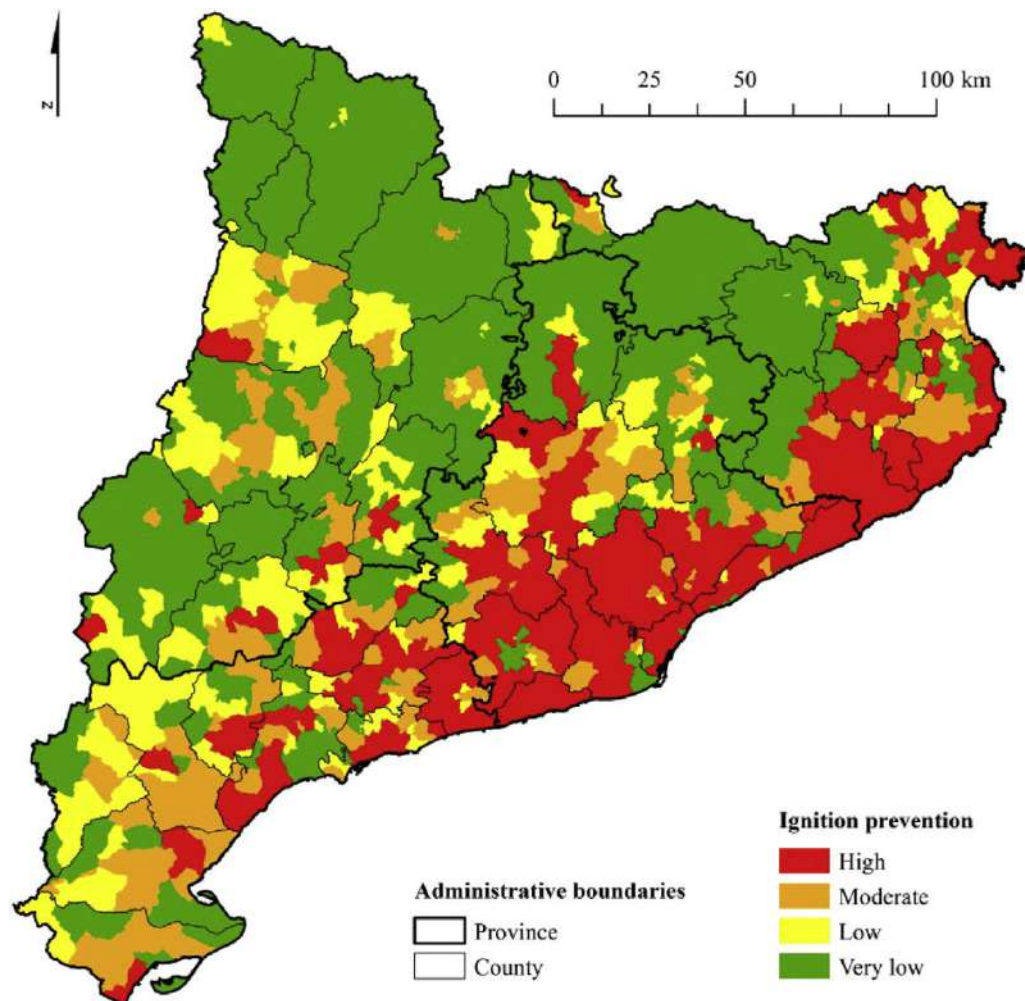 z
0 25 50 100 km
Ignition prevention
High
Moderate
Low
Very low
Administrative boundaries
Province
County